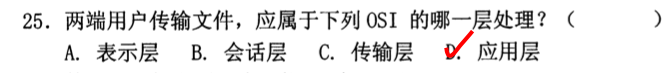 25. 两端用户传输文件，应属于下列 OSI 的哪一层处理？（　　　）
A. 表示层　B. 会话层　C. 传输层　D. 应用层